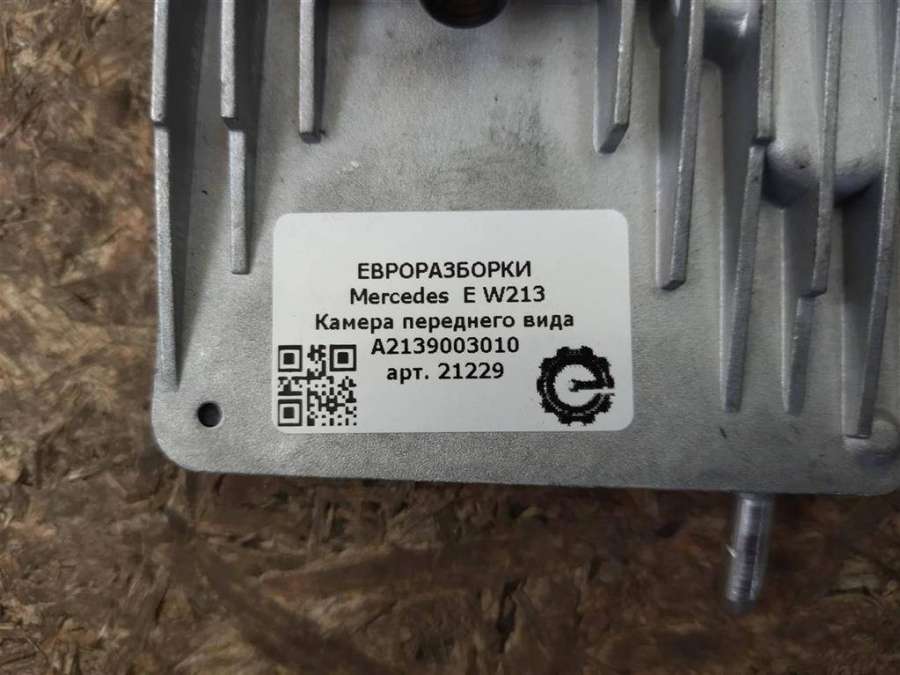 ЕВРОРАЗБОРКИ
Mercedes E W213
Камера переднего вида
A2139003010
арт. 21229